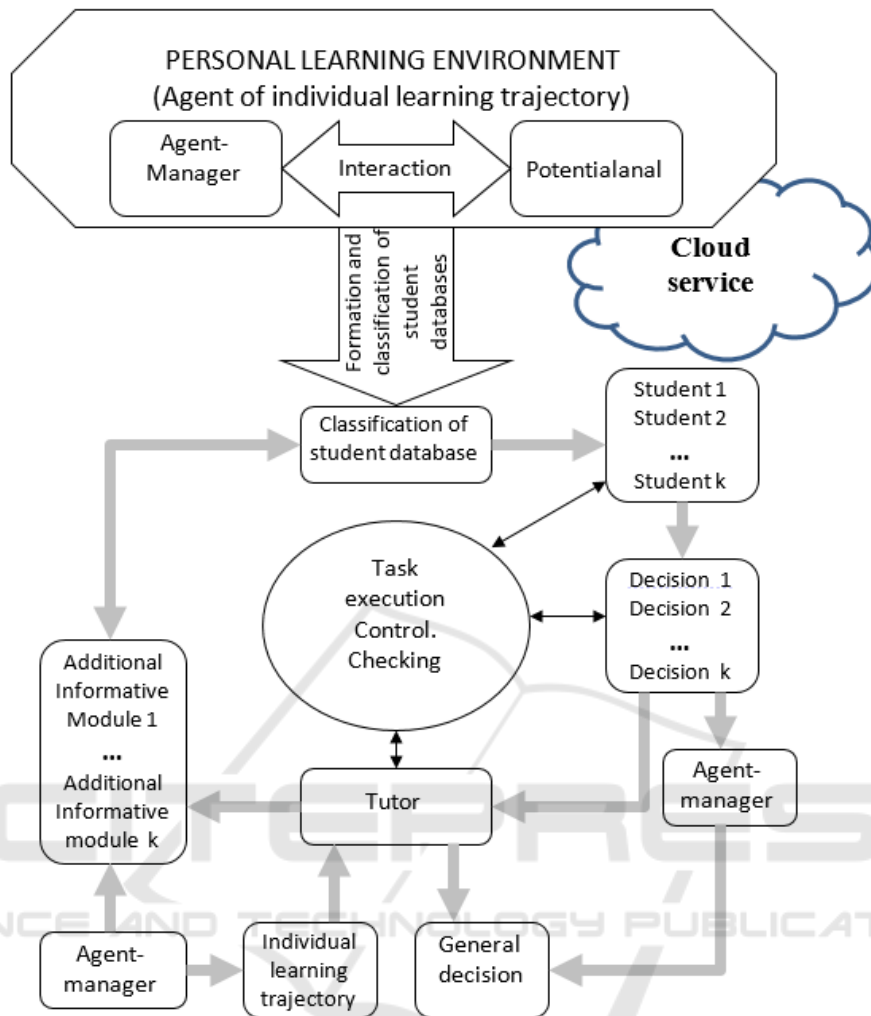 PERSONAL LEARNING ENVIRONMENT
(Agent of individual learning trajectory)
Agent-
Manager
Interaction
Potentialanal
Cloud
service
Formation and
classification of
student
databases
Classification of
student database
Student 1
Student 2
...
Student k
Task
execution
Control.
Checking
Decision 1
Decision 2
...
Decision k
Additional
Informative
Module 1
...
Additional
Informative
module k
Tutor
Agent-
manager
Agent-
manager
Individual
learning
trajectory
General
decision